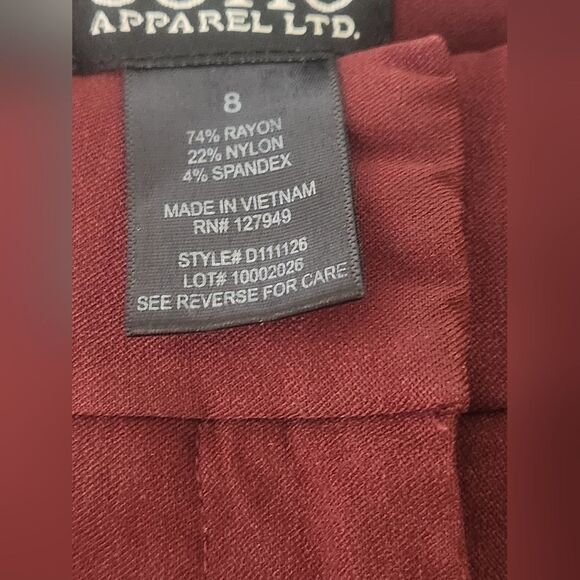 APPAREL LTD.
8
74% RAYON
22% NYLON
4% SPANDEX
MADE IN VIETNAM
RN# 127949
STYLE# D111126
LOT# 10002026
SEE REVERSE FOR CARE